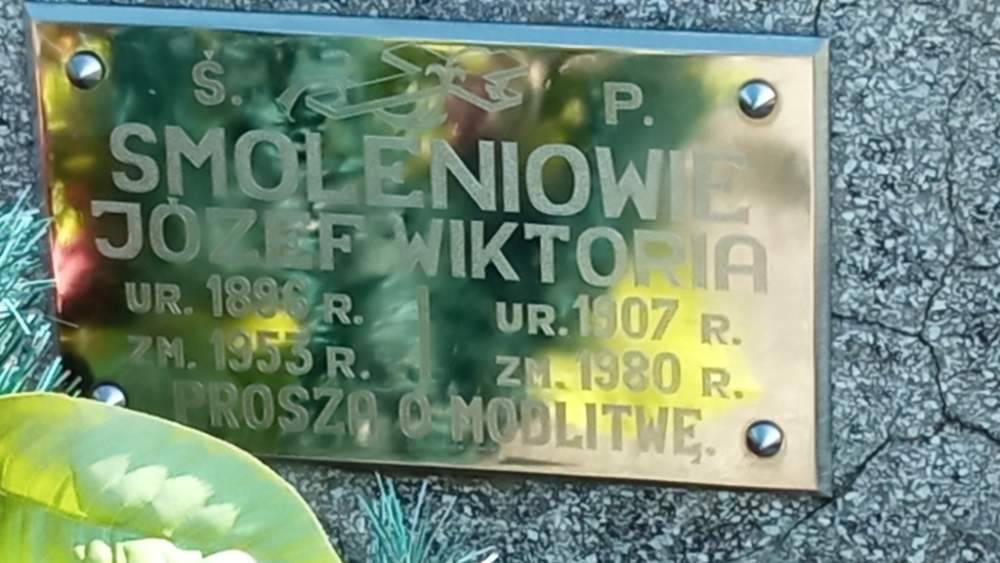 Ś. P.
SMOLENIOWIE
JÓZEF WIKTORIA
UR. 1896 R. UR. 1907 R.
ZM. 1953 R. ZM. 1980 R.
PROSZĄ O MODLITWĘ.